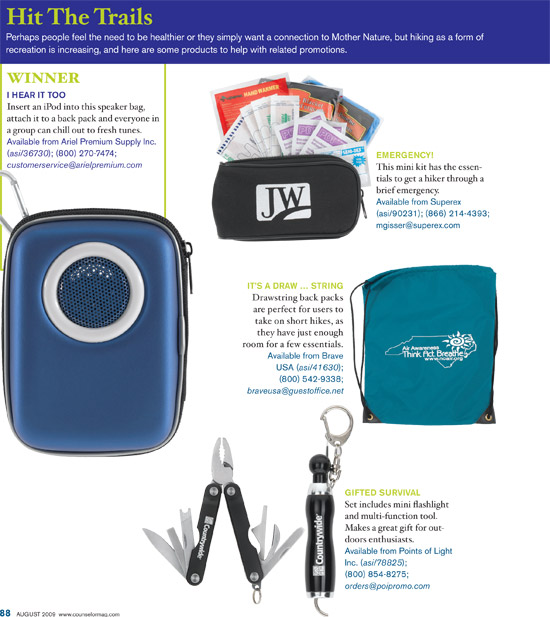 Hit The Trails
Perhaps people feel the need to be healthier or they simply want a connection to Mother Nature, but hiking as a form of
recreation is increasing, and here are some products to help with related promotions.
WINNER
I HEAR IT TOO
Insert an iPod into this speaker bag,
attach it to a back pack and everyone in
a group can chill out to fresh tunes.
Available from Ariel Premium Supply Inc.
(asi/36730); (800) 270-7474;
customerservice@arielpremium.com
HAND WARMER
JW
EMERGENCY!
This mini kit has the essen-
tials to get a hiker through a
brief emergency.
Available from Superex
(asi/90231); (866) 214-4393;
mgisser@superex.com
IT'S A DRAW ... STRING
Drawstring back packs
are perfect for users to
take on short hikes, as
they have just enough
room for a few essentials.
Available from Brave
USA (asi/41630);
(800) 542-9338;
braveusa@guestoffice.net
Air Awareness
Think Act Breathe
www.ncair.org
Countrywide
Countrywide
GIFTED SURVIVAL
Set includes mini flashlight
and multi-function tool.
Makes a great gift for out-
doors enthusiasts.
Available from Points of Light
Inc. (asi/78825);
(800) 854-8275;
orders@polpromo.com
88 AUGUST 2009 www.counselormag.com